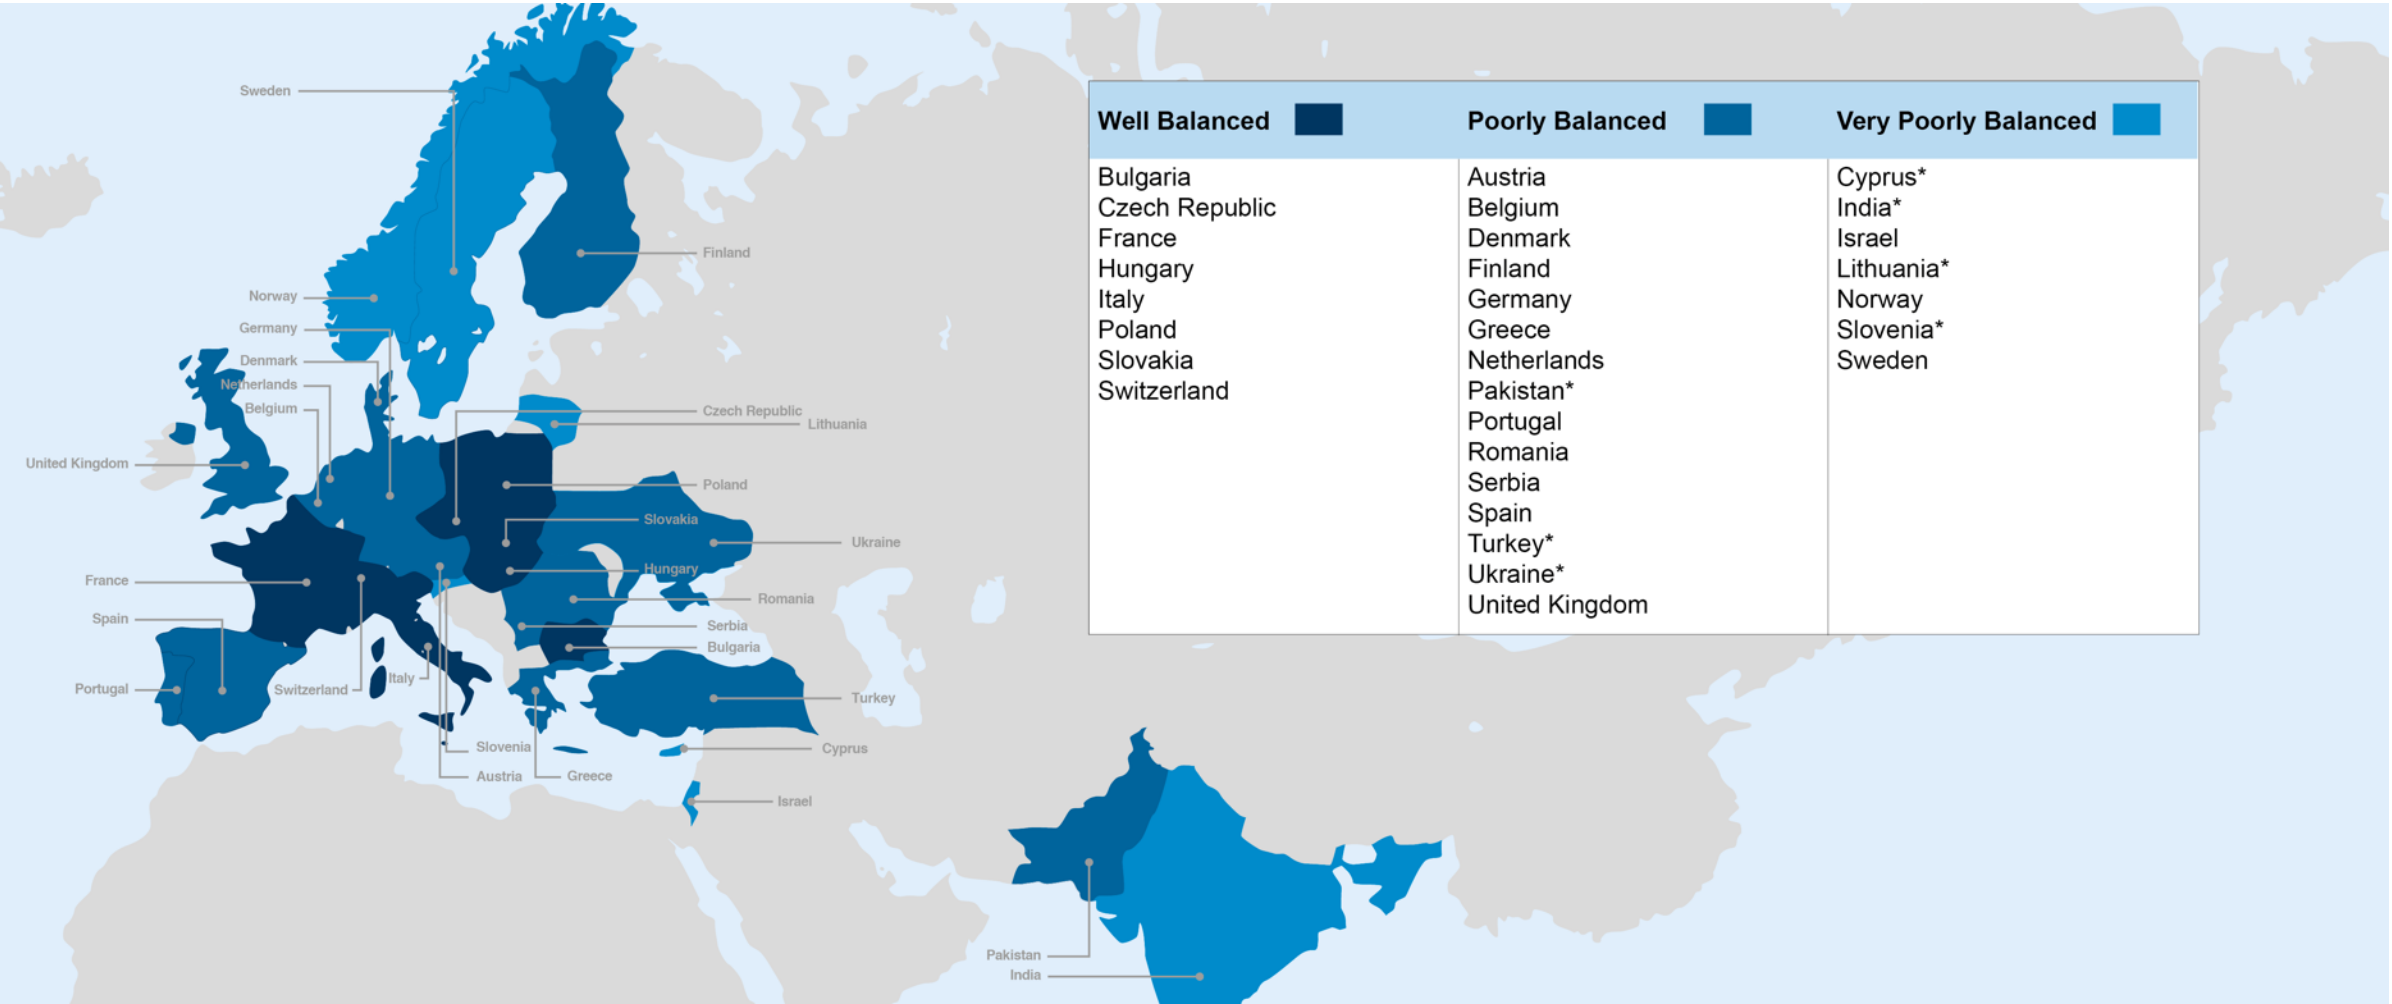 Sweden
Finland
Norway
Germany
Denmark
Netherlands
Belgium
Czech Republic
Lithuania
United Kingdom
Poland
Slovakia
Ukraine
France
Hungary
Romania
Spain
Serbia
Bulgaria
Portugal
Switzerland
Italy
Turkey
Slovenia
Cyprus
Austria
Greece
Israel
Pakistan
India
Well Balanced
Bulgaria
Czech Republic
France
Hungary
Italy
Poland
Slovakia
Switzerland
Poorly Balanced
Austria
Belgium
Denmark
Finland
Germany
Greece
Netherlands
Pakistan*
Portugal
Romania
Serbia
Spain
Turkey*
Ukraine*
United Kingdom
Very Poorly Balanced
Cyprus*
India*
Israel
Lithuania*
Norway
Slovenia*
Sweden